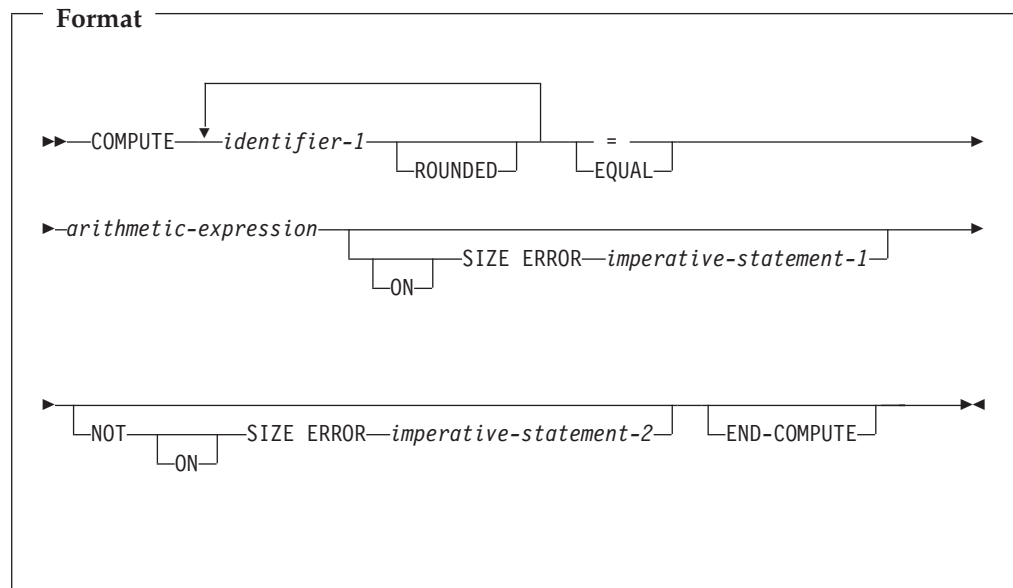 Format
COMPUTE identifier-1 ROUNDED = EQUAL
arithmetic-expression ON SIZE ERROR imperative-statement-1
NOT ON SIZE ERROR imperative-statement-2 END-COMPUTE